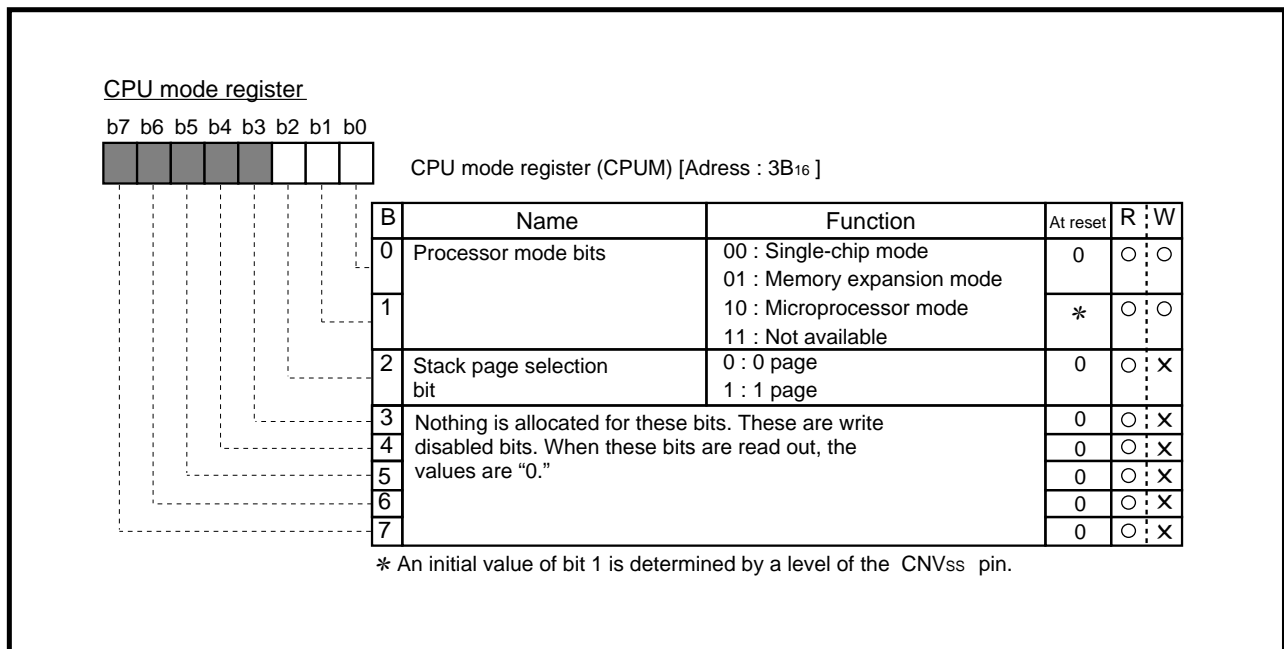 CPU mode register
b7 b6 b5 b4 b3 b2 b1 b0
CPU mode register (CPUM) [Adress : 3B16 ]
B Name Function At reset R W
0 Processor mode bits 00 : Single-chip mode 0 ○ ○
01 : Memory expansion mode
1 10 : Microprocessor mode * ○ ○
11 : Not available
2 Stack page selection 0 : 0 page 0 ○ ×
bit 1 : 1 page
3 Nothing is allocated for these bits. These are write 0 ○ ×
4 disabled bits. When these bits are read out, the 0 ○ ×
5 values are “0.” 0 ○ ×
6 0 ○ ×
7 0 ○ ×
* An initial value of bit 1 is determined by a level of the CNVss pin.